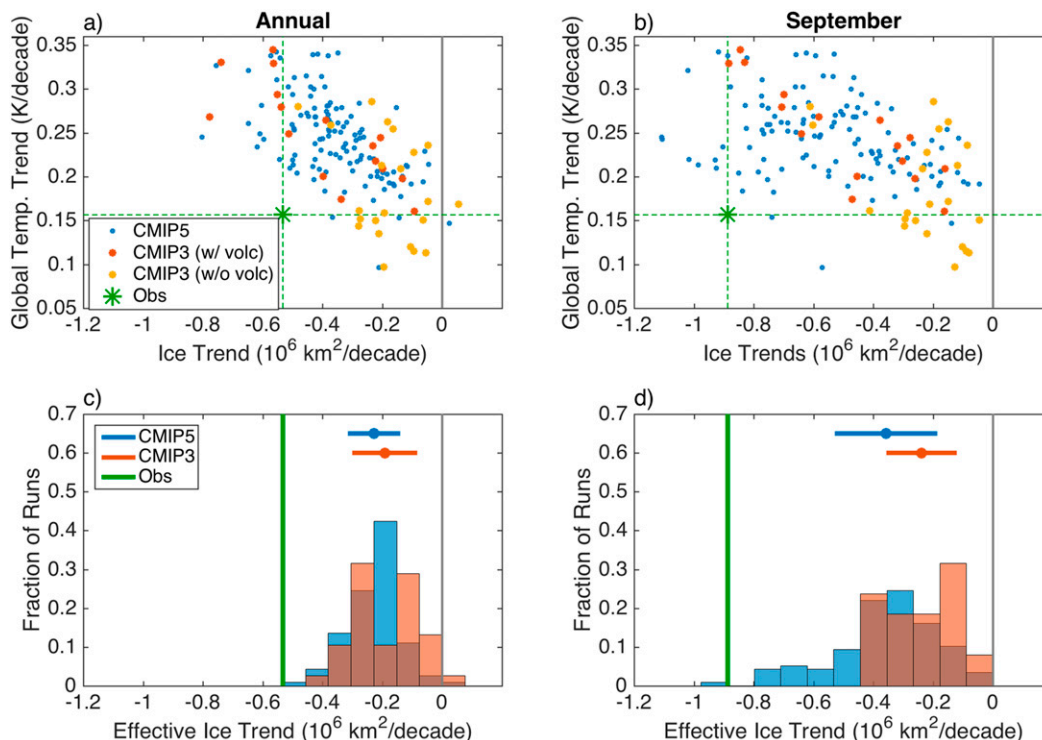 a)
Annual
Global Temp. Trend (K/decade)
0.35
0.3
0.25
0.2
0.15
0.1
0.05
CMIP5
CMIP3 (w/ volc)
CMIP3 (w/o volc)
Obs
-1.2 -1 -0.8 -0.6 -0.4 -0.2 0
Ice Trend (10⁶ km²/decade)
b)
September
Global Temp. Trend (K/decade)
0.35
0.3
0.25
0.2
0.15
0.1
0.05
-1.2 -1 -0.8 -0.6 -0.4 -0.2 0
Ice Trends (10⁶ km²/decade)
c)
Fraction of Runs
0.7
0.6
0.5
0.4
0.3
0.2
0.1
0
CMIP5
CMIP3
Obs
-1.2 -1 -0.8 -0.6 -0.4 -0.2 0
Effective Ice Trend (10⁶ km²/decade)
d)
Fraction of Runs
0.7
0.6
0.5
0.4
0.3
0.2
0.1
0
-1.2 -1 -0.8 -0.6 -0.4 -0.2 0
Effective Ice Trend (10⁶ km²/decade)